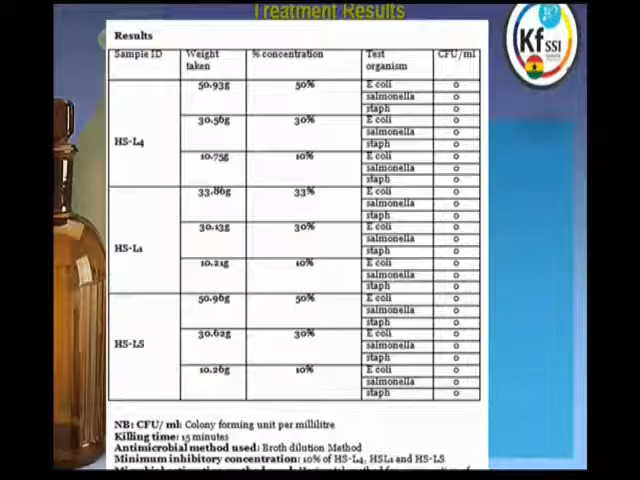 Treatment Results
Kf SSI
Results
Sample ID Weight taken % concentration Test organism CFU/ml
HS-L4 50.93g 50% E coli 0
salmonella 0
staph 0
30.56g 30% E coli 0
salmonella 0
staph 0
10.75g 10% E coli 0
salmonella 0
staph 0
HS-L1 33.86g 33% E coli 0
salmonella 0
staph 0
30.13g 30% E coli 0
salmonella 0
staph 0
10.21g 10% E coli 0
salmonella 0
staph 0
HS-LS 50.96g 50% E coli 0
salmonella 0
staph 0
30.62g 30% E coli 0
salmonella 0
staph 0
10.26g 10% E coli 0
salmonella 0
staph 0
NB: CFU/ ml: Colony forming unit per millilitre
Killing time: 15 minutes
Antimicrobial method used: Broth dilution Method
Minimum inhibitory concentration: 10% of HS-L4, HSL1 and HS-LS